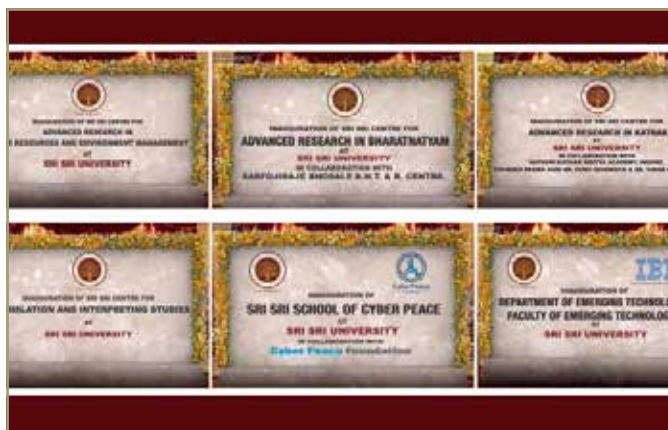 INAUGURATION OF SRI SRI CENTRE FOR
ADVANCED RESEARCH IN
RESOURCES AND ENVIRONMENT MANAGEMENT
AT
SRI SRI UNIVERSITY
INAUGURATION OF SRI SRI CENTRE FOR
ADVANCED RESEARCH IN BHARATNATYAM
AT
SRI SRI UNIVERSITY
IN COLLABORATION WITH
SARFOJIRAJE BHOSALE B.N.T. & R. CENTRE
INAUGURATION OF SRI SRI CENTRE FOR
ADVANCED RESEARCH IN KATHA
AT
SRI SRI UNIVERSITY
IN COLLABORATION WITH
INAUGURATION OF SRI SRI CENTRE FOR
SLATION AND INTERPRETING STUDIES
AT
SRI SRI UNIVERSITY
CyberPeace
INAUGURATION OF
SRI SRI SCHOOL OF CYBER PEACE
AT
SRI SRI UNIVERSITY
IN COLLABORATION WITH
Cyber Peace Foundation
IB
INAUGURATION OF
DEPARTMENT OF EMERGING TECHNOL
FACULTY OF EMERGING TECHNOLOG
AT
SRI SRI UNIVERSITY